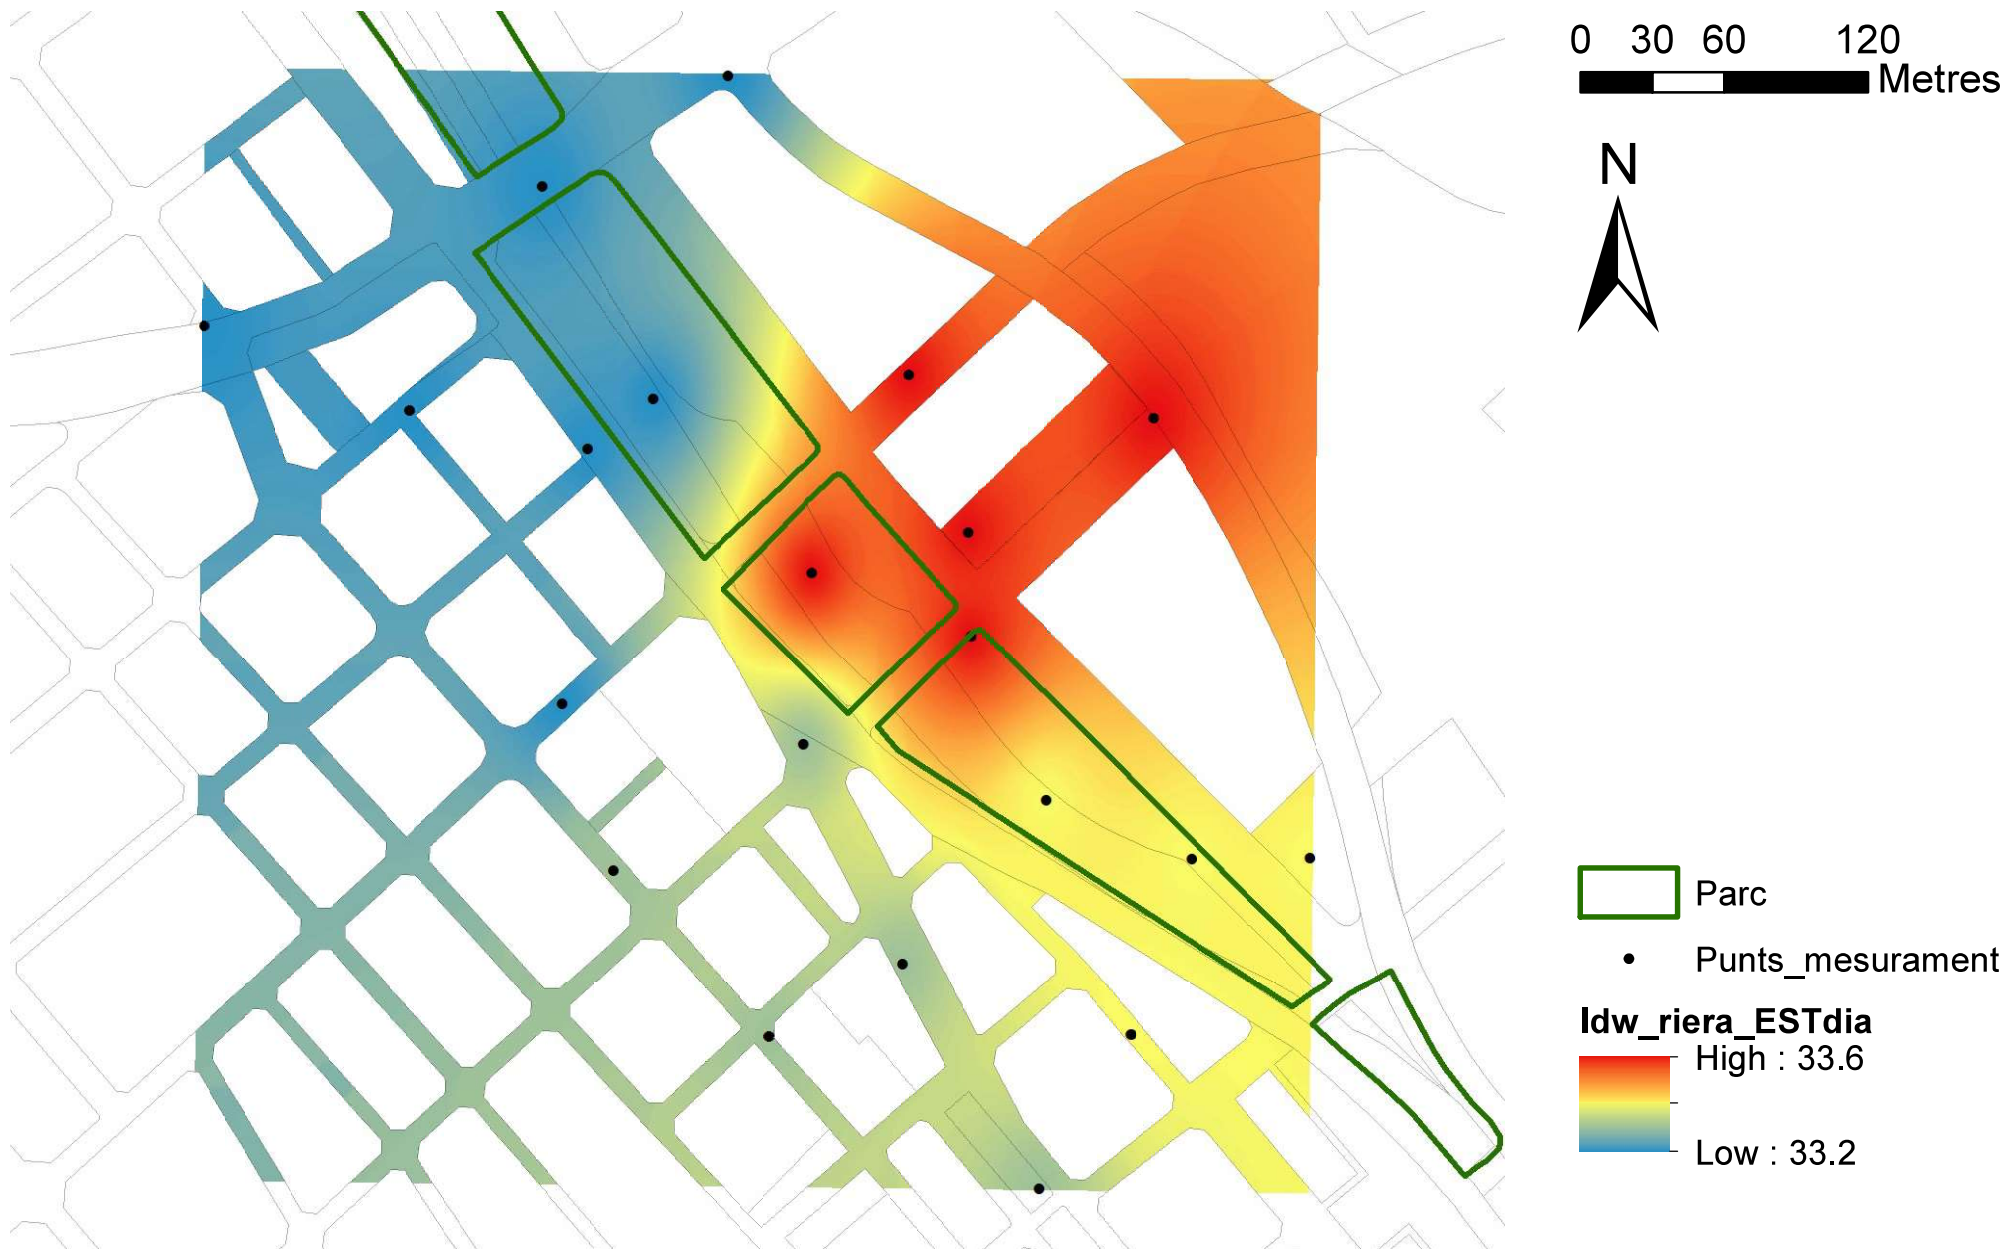 0 30 60 120
Metres
N
Parc
Punts_mesurament
Idw_riera_ESTdia
High : 33.6
Low : 33.2